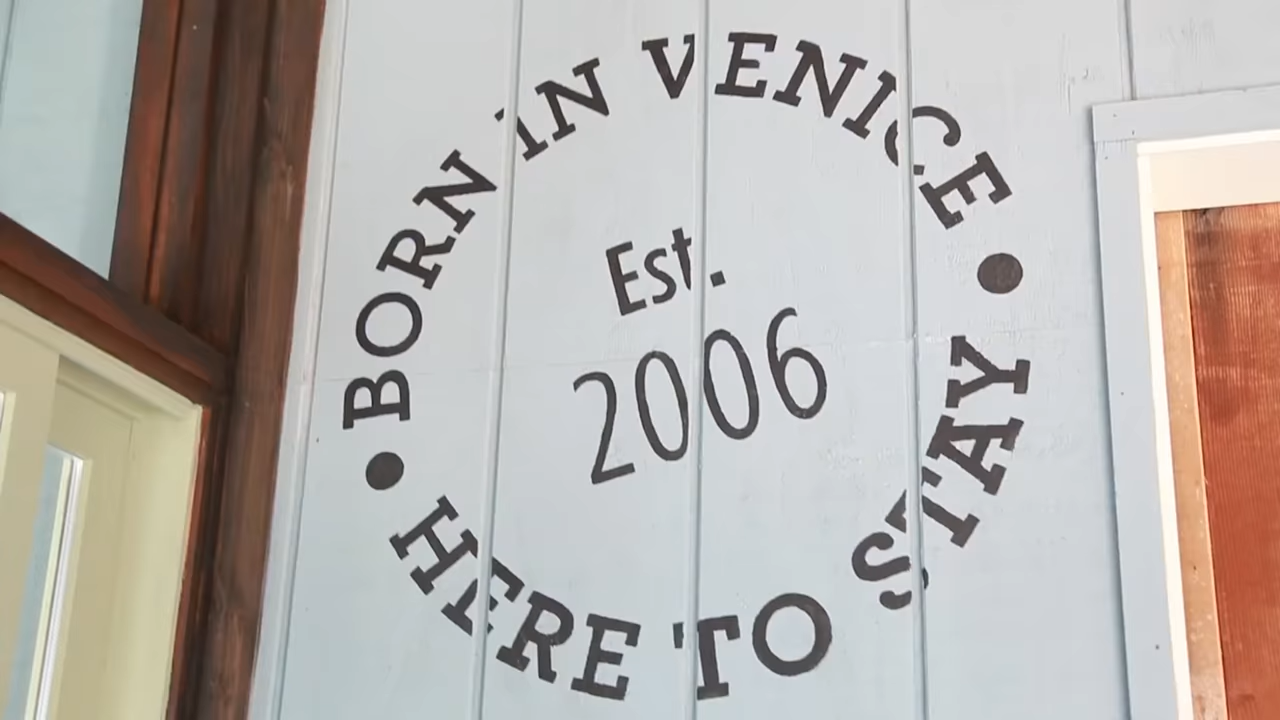 BORN IN VENICE
Est.
2006
• HERE TO STAY •